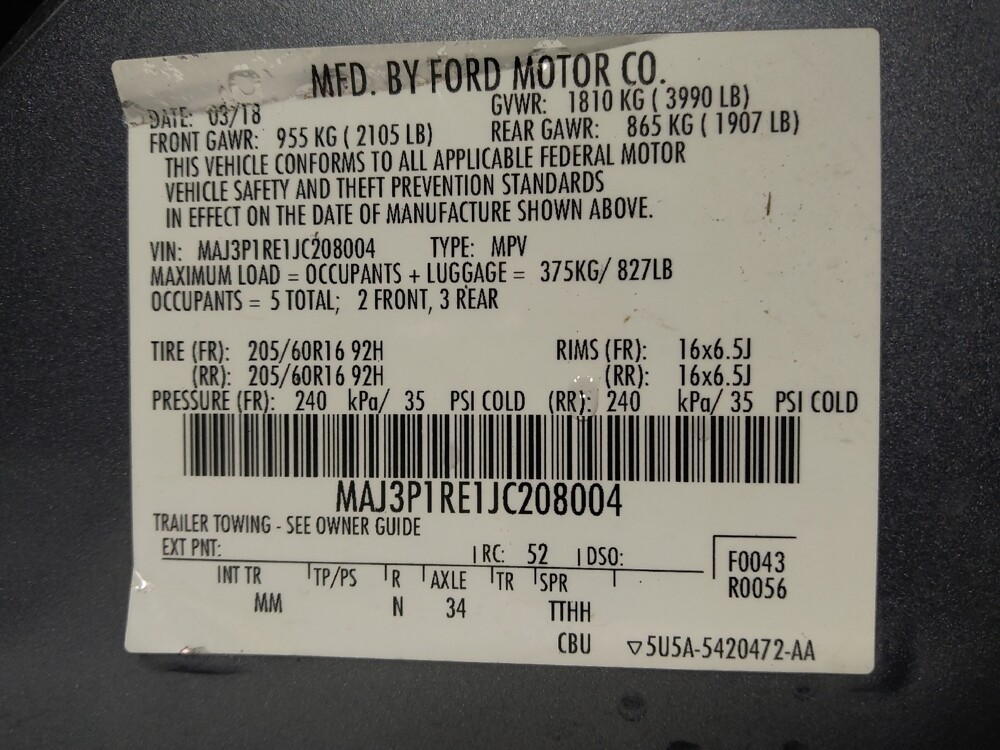 MFD. BY FORD MOTOR CO.
DATE: 03/18 GVWR: 1810 KG ( 3990 LB)
FRONT GAWR: 955 KG ( 2105 LB) REAR GAWR: 865 KG ( 1907 LB)
THIS VEHICLE CONFORMS TO ALL APPLICABLE FEDERAL MOTOR
VEHICLE SAFETY AND THEFT PREVENTION STANDARDS
IN EFFECT ON THE DATE OF MANUFACTURE SHOWN ABOVE.
VIN: MAJ3P1RE1JC208004 TYPE: MPV
MAXIMUM LOAD = OCCUPANTS + LUGGAGE = 375KG/ 827LB
OCCUPANTS = 5 TOTAL; 2 FRONT, 3 REAR
TIRE (FR): 205/60R16 92H RIMS (FR): 16x6.5J
(RR): 205/60R16 92H (RR): 16x6.5J
PRESSURE (FR): 240 kPa/ 35 PSI COLD (RR): 240 kPa/ 35 PSI COLD
MAJ3P1RE1JC208004
TRAILER TOWING - SEE OWNER GUIDE
EXT PNT: RC: 52 DSO: F0043
R0056
INT TR TP/PS R AXLE TR SPR
MM N 34 TTHH
CBU ▽5U5A-5420472-AA